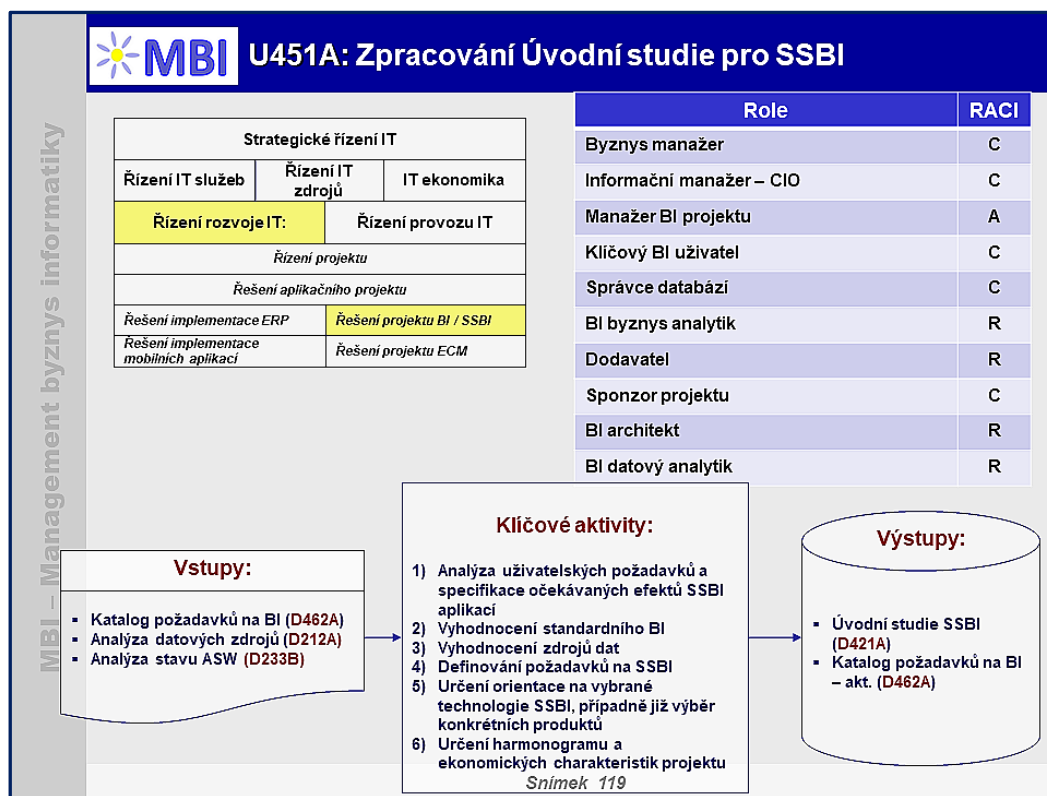 MBI
U451A: Zpracování Úvodní studie pro SSBI
MBI – Management byznys informatiky
Strategické řízení IT
Řízení IT služeb
Řízení IT
zdrojů
IT ekonomika
Řízení rozvoje IT:
Řízení provozu IT
Řízení projektu
Řešení aplikačního projektu
Řešení implementace ERP
Řešení projektu BI / SSBI
Řešení implementace
mobilních aplikací
Řešení projektu ECM
Role RACI
Byznys manažer C
Informační manažer – CIO C
Manažer BI projektu A
Klíčový BI uživatel C
Správce databází C
BI byznys analytik R
Dodavatel R
Sponzor projektu C
BI architekt R
BI datový analytik R
Vstupy:
▪ Katalog požadavků na BI (D462A)
▪ Analýza datových zdrojů (D212A)
▪ Analýza stavu ASW (D233B)
Klíčové aktivity:
1) Analýza uživatelských požadavků a
specifikace očekávaných efektů SSBI
aplikací
2) Vyhodnocení standardního BI
3) Vyhodnocení zdrojů dat
4) Definování požadavků na SSBI
5) Určení orientace na vybrané
technologie SSBI, případně již výběr
konkrétních produktů
6) Určení harmonogramu a
ekonomických charakteristik projektu
Výstupy:
▪ Úvodní studie SSBI
(D421A)
▪ Katalog požadavků na BI
– akt. (D462A)
Snímek 119